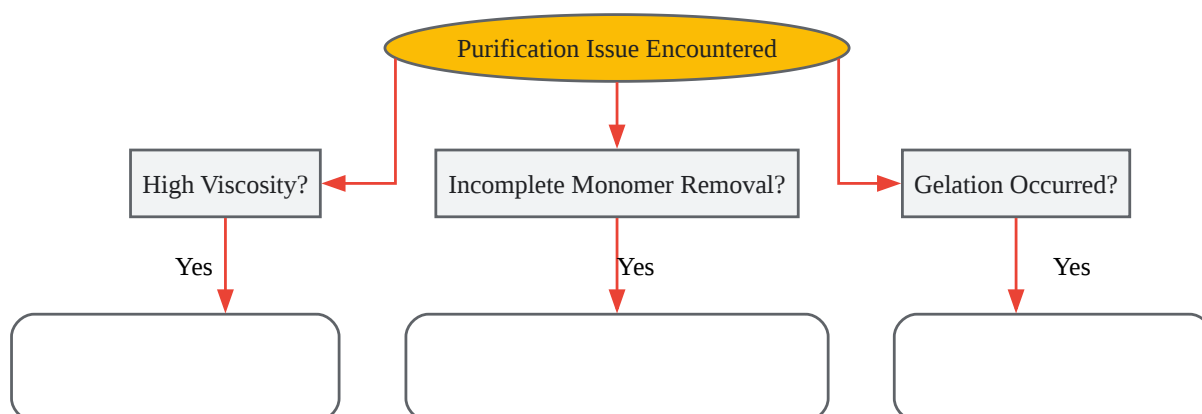 Purification Issue Encountered
High Viscosity?
Incomplete Monomer Removal?
Gelation Occurred?
Yes
Yes
Yes